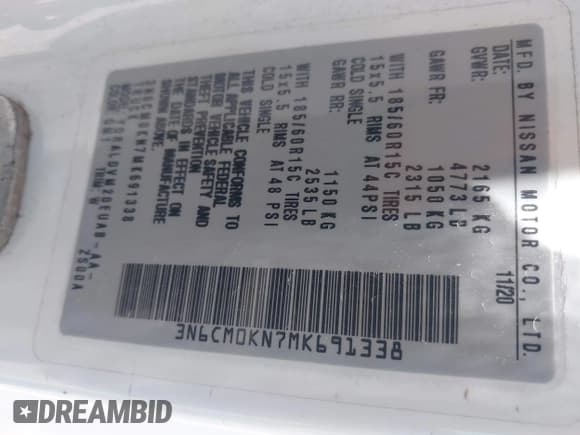 MFD. BY NISSAN MOTOR CO., LTD.
DATE: 11/20
GVWR: 2165 KG
4773 LB
GAWR FR: 1050 KG
2315 LB
WITH 185/60R15C TIRES
15x5.5 RIMS AT 44PSI
COLD SINGLE
GAWR RR: 1150 KG
2535 LB
WITH 185/60R15C TIRES
15x5.5 RIMS AT 48 PSI
COLD SINGLE
THIS VEHICLE CONFORMS TO
ALL APPLICABLE FEDERAL
MOTOR VEHICLE SAFETY AND
THEFT PREVENTION
STANDARDS IN EFFECT ON
THE DATE OF MANUFACTURE
SHOWN ABOVE.
3N6CM0KN7MK691338
3N6CM0KN7MK691338
DREAMBID